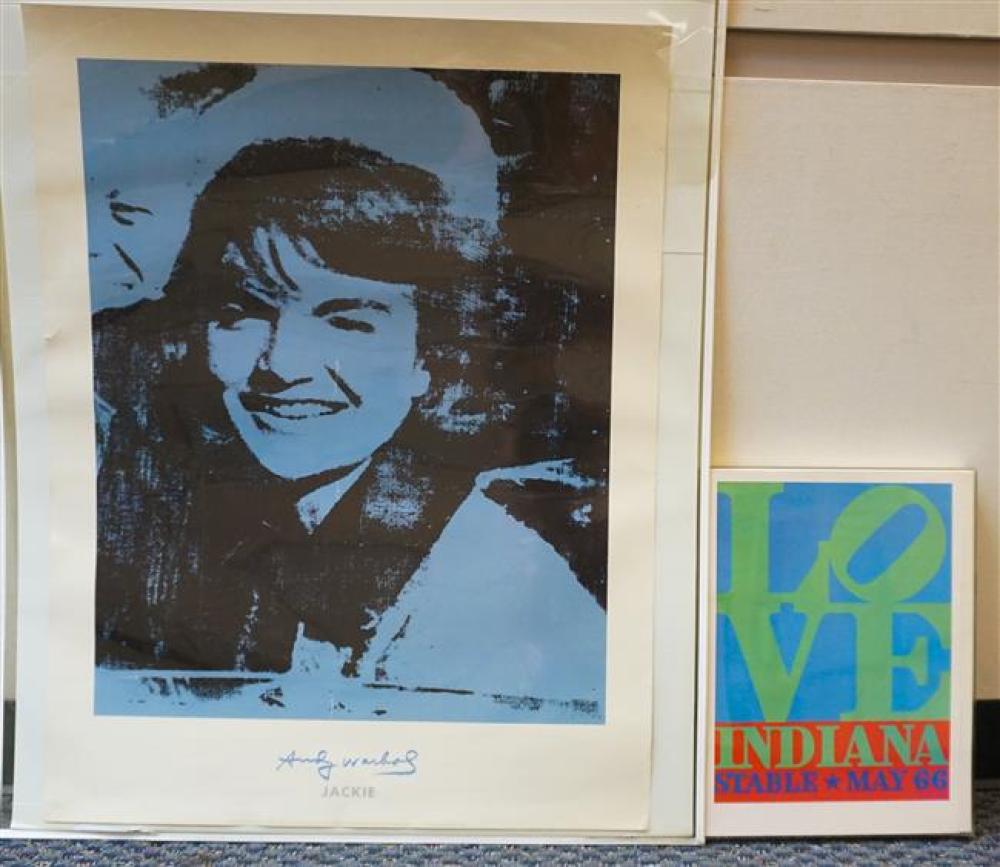 Andy Warhol
JACKIE
LO
VE
INDIANA
STABLE ★ MAY 66